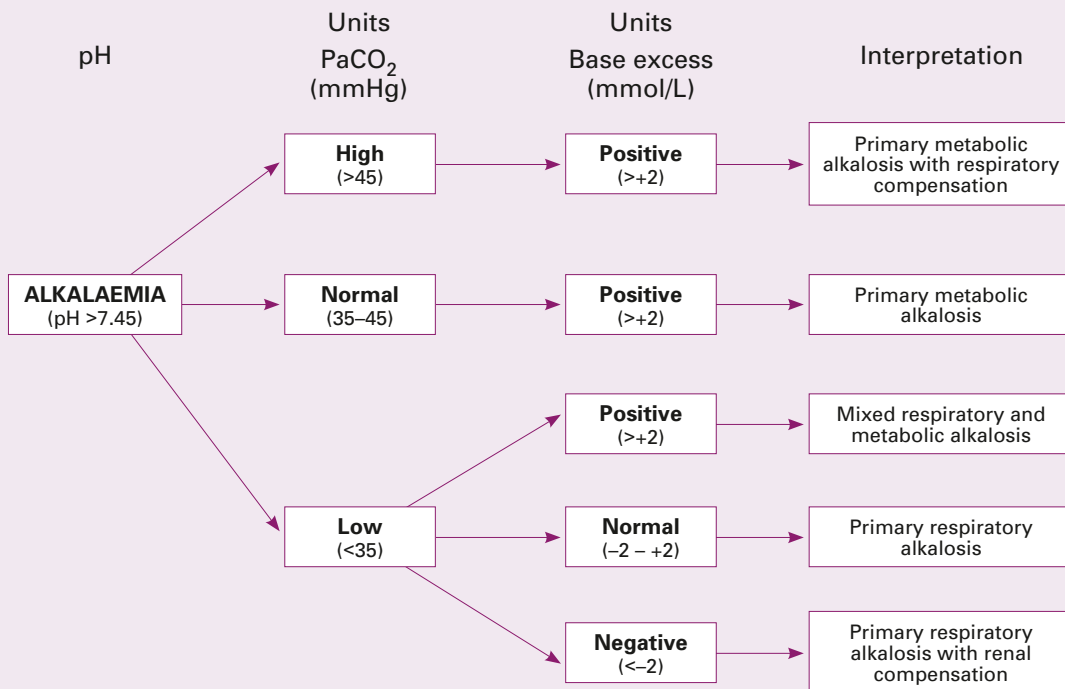 pH
Units
PaCO₂
(mmHg)
Units
Base excess
(mmol/L)
Interpretation
High
(>45)
Positive
(>+2)
Primary metabolic
alkalosis with respiratory
compensation
ALKALAEMIA
(pH >7.45)
Normal
(35–45)
Positive
(>+2)
Primary metabolic
alkalosis
Positive
(>+2)
Mixed respiratory and
metabolic alkalosis
Low
(<35)
Normal
(–2 – +2)
Primary respiratory
alkalosis
Negative
(<–2)
Primary respiratory
alkalosis with renal
compensation